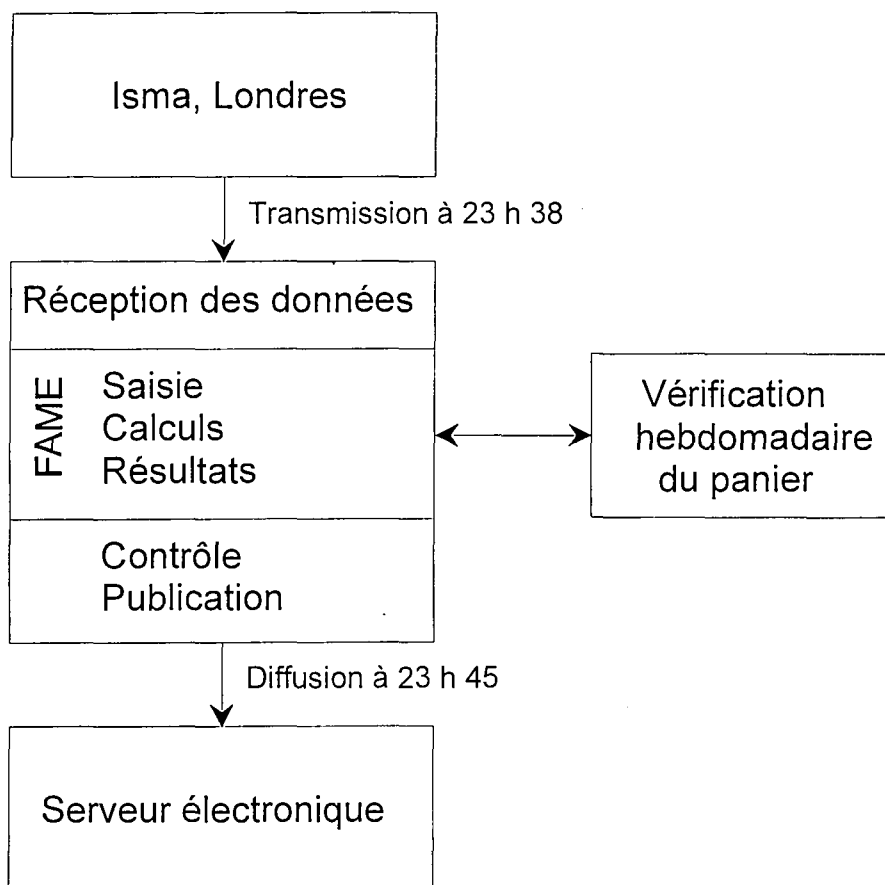 Isma, Londres
Transmission à 23 h 38
Réception des données
FAME
Saisie
Calculs
Résultats
Vérification
hebdomadaire
du panier
Contrôle
Publication
Diffusion à 23 h 45
Serveur électronique